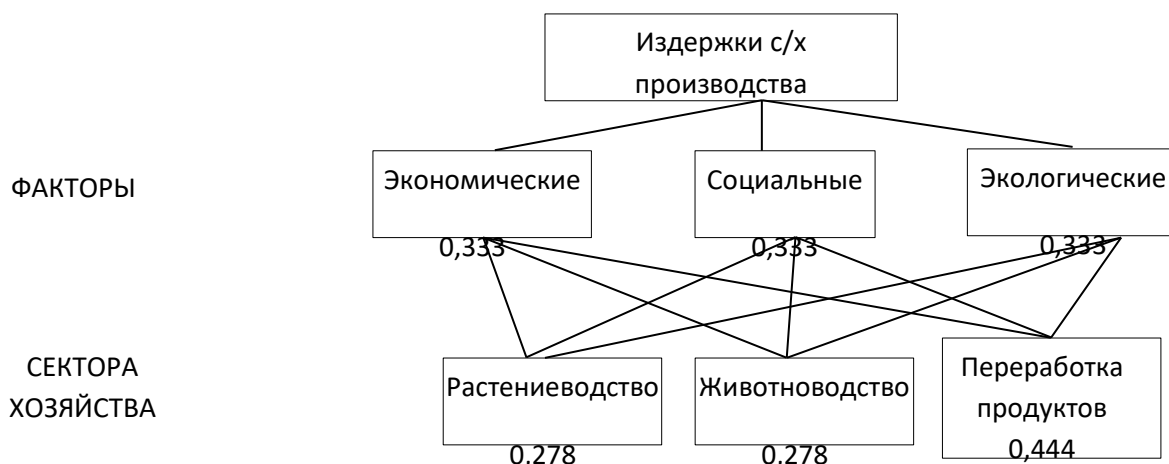 Издержки с/х
производства
ФАКТОРЫ
Экономические
Социальные
Экологические
0,333
0,333
0,333
СЕКТОРА
ХОЗЯЙСТВА
Растениеводство
Животноводство
Переработка
продуктов
0,278
0,278
0,444